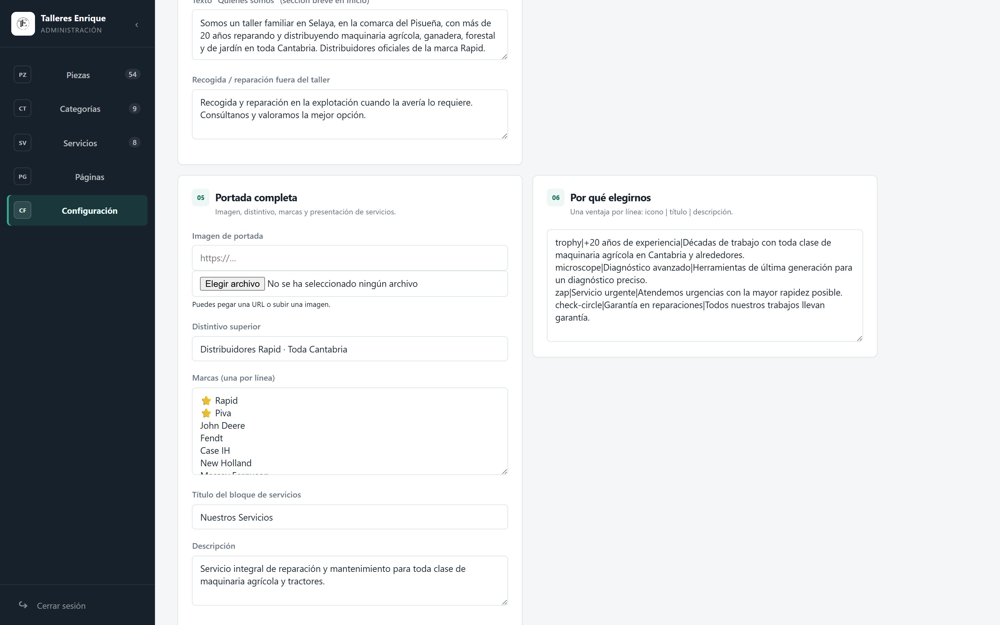 Talleres Enrique
ADMINISTRACIÓN
PZ Piezas 54
CT Categorías 9
SV Servicios 8
PG Páginas
CF Configuración
Cerrar sesión
Texto "Quiénes somos" (sección breve en Inicio)
Somos un taller familiar en Selaya, en la comarca del Pisueña, con más de
20 años reparando y distribuyendo maquinaria agrícola, ganadera, forestal
y de jardín en toda Cantabria. Distribuidores oficiales de la marca Rapid.
Recogida / reparación fuera del taller
Recogida y reparación en la explotación cuando la avería lo requiere.
Consúltanos y valoramos la mejor opción.
05 Portada completa
Imagen, distintivo, marcas y presentación de servicios.
Imagen de portada
https://...
Elegir archivo No se ha seleccionado ningún archivo
Puedes pegar una URL o subir una imagen.
Distintivo superior
Distribuidores Rapid · Toda Cantabria
Marcas (una por línea)
⭐ Rapid
⭐ Piva
John Deere
Fendt
Case IH
New Holland
Massey Ferguson
Título del bloque de servicios
Nuestros Servicios
Descripción
Servicio integral de reparación y mantenimiento para toda clase de
maquinaria agrícola y tractores.
06 Por qué elegirnos
Una ventaja por línea: icono | título | descripción.
trophy|+20 años de experiencia|Décadas de trabajo con toda clase de
maquinaria agrícola en Cantabria y alrededores.
microscope|Diagnóstico avanzado|Herramientas de última generación para
un diagnóstico preciso.
zap|Servicio urgente|Atendemos urgencias con la mayor rapidez posible.
check-circle|Garantía en reparaciones|Todos nuestros trabajos llevan
garantía.